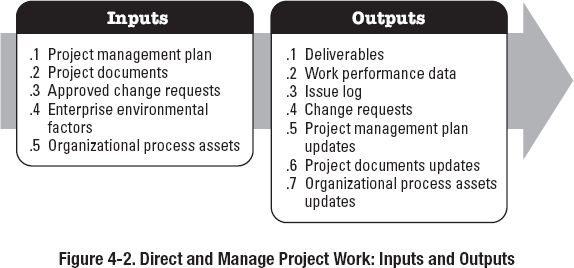 Inputs
.1 Project management plan
.2 Project documents
.3 Approved change requests
.4 Enterprise environmental
factors
.5 Organizational process assets
Outputs
.1 Deliverables
.2 Work performance data
.3 Issue log
.4 Change requests
.5 Project management plan
updates
.6 Project documents updates
.7 Organizational process assets
updates
Figure 4-2. Direct and Manage Project Work: Inputs and Outputs